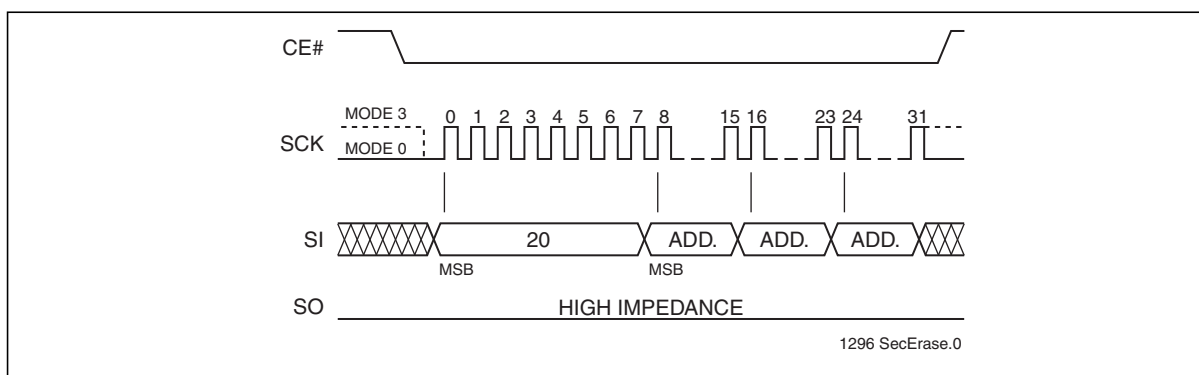 CE#
MODE 3
0 1 2 3 4 5 6 7 8 15 16 23 24 31
SCK
MODE 0
SI 20 ADD. ADD. ADD.
MSB MSB
SO HIGH IMPEDANCE
1296 SecErase.0